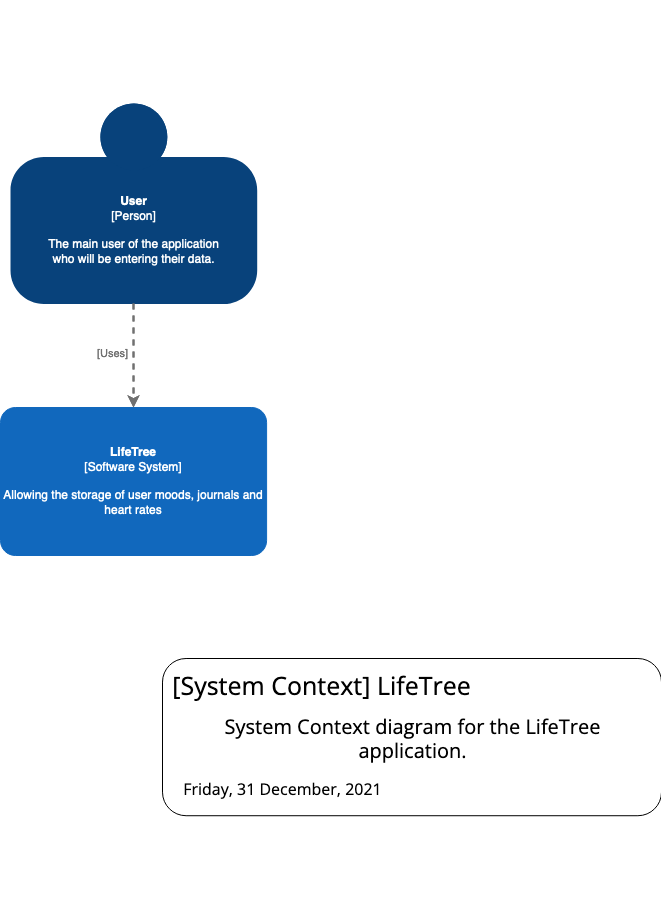 User
[Person]
The main user of the application
who will be entering their data.
[Uses]
LifeTree
[Software System]
Allowing the storage of user moods, journals and
heart rates
[System Context] LifeTree
System Context diagram for the LifeTree
application.
Friday, 31 December, 2021